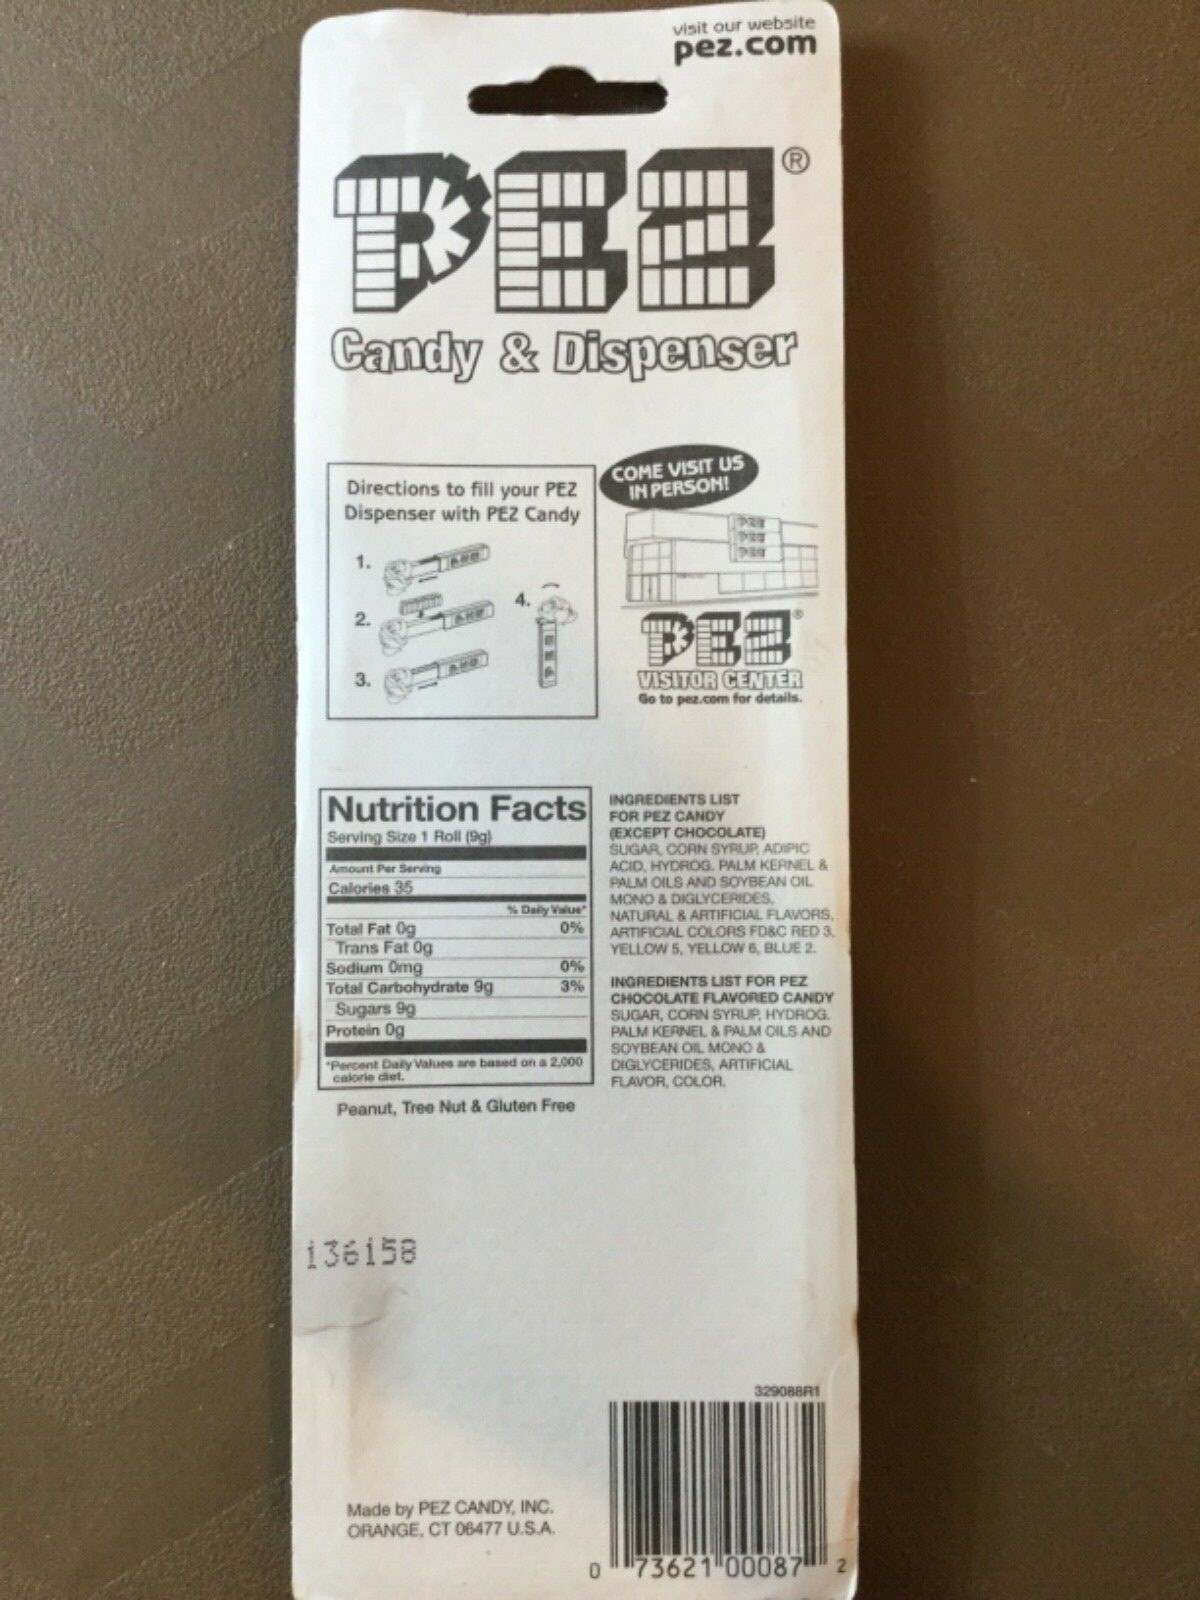 visit our website
pez.com
PEZ®
Candy & Dispenser
Directions to fill your PEZ
Dispenser with PEZ Candy
1.
2.
3.
4.
COME VISIT US
IN PERSON!
PEZ
PEZ
PEZ
PEZ®
VISITOR CENTER
Go to pez.com for details.
Nutrition Facts
Serving Size 1 Roll (9g)
Amount Per Serving
Calories 35
% Daily Value*
Total Fat 0g 0%
Trans Fat 0g
Sodium 0mg 0%
Total Carbohydrate 9g 3%
Sugars 9g
Protein 0g
*Percent Daily Values are based on a 2,000
calorie diet.
Peanut, Tree Nut & Gluten Free
INGREDIENTS LIST
FOR PEZ CANDY
(EXCEPT CHOCOLATE)
SUGAR, CORN SYRUP, ADIPIC
ACID, HYDROG. PALM KERNEL &
PALM OILS AND SOYBEAN OIL
MONO & DIGLYCERIDES,
NATURAL & ARTIFICIAL FLAVORS,
ARTIFICIAL COLORS FD&C RED 3,
YELLOW 5, YELLOW 6, BLUE 2.
INGREDIENTS LIST FOR PEZ
CHOCOLATE FLAVORED CANDY
SUGAR, CORN SYRUP, HYDROG.
PALM KERNEL & PALM OILS AND
SOYBEAN OIL MONO &
DIGLYCERIDES, ARTIFICIAL
FLAVOR, COLOR.
136158
329088R1
Made by PEZ CANDY, INC.
ORANGE, CT 06477 U.S.A.
0 73621 00087 2